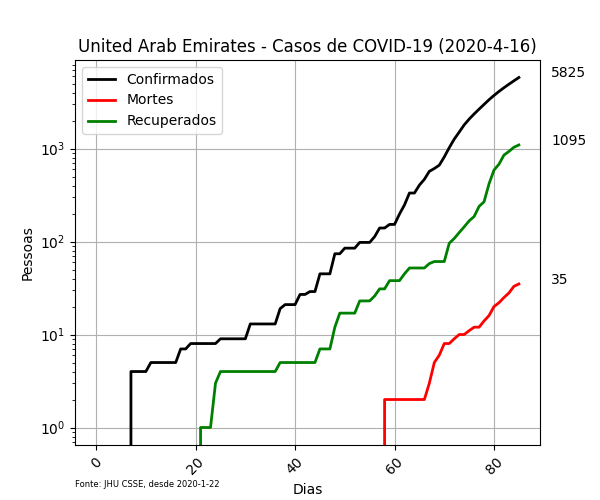 United Arab Emirates - Casos de COVID-19 (2020-4-16)
Confirmados
Mortes
Recuperados
5825
1095
35
10³
10²
10¹
10⁰
Pessoas
0 20 40 60 80
Dias
Fonte: JHU CSSE, desde 2020-1-22